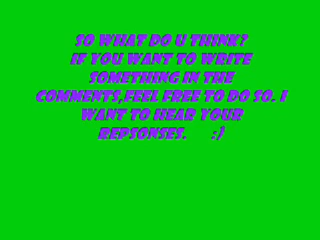 SO WHAT DO U THINK?
IF YOU WANT TO WRITE
SOMETHING IN THE
COMMENTS,FEEL FREE TO DO SO. I
WANT TO HEAR YOUR
REPSONSES. :)